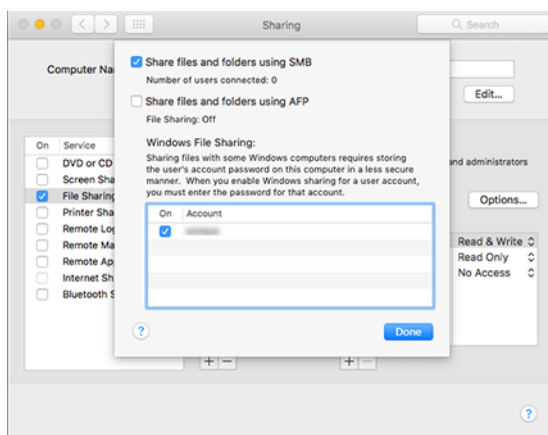 Sharing
Search
Computer Na
Edit...
Share files and folders using SMB
Number of users connected: 0
Share files and folders using AFP
File Sharing: Off
Windows File Sharing:
Sharing files with some Windows computers requires storing
the user's account password on this computer in a less secure
manner. When you enable Windows sharing for a user account,
you must enter the password for that account.
On Account
Done
?
On Service
DVD or CD
Screen Sha
File Sharing
Printer Sha
Remote Log
Remote Ma
Remote Ap
Internet Sh
Bluetooth S
and administrators
Options...
Read & Write
Read Only
No Access
+ −
+ −
?